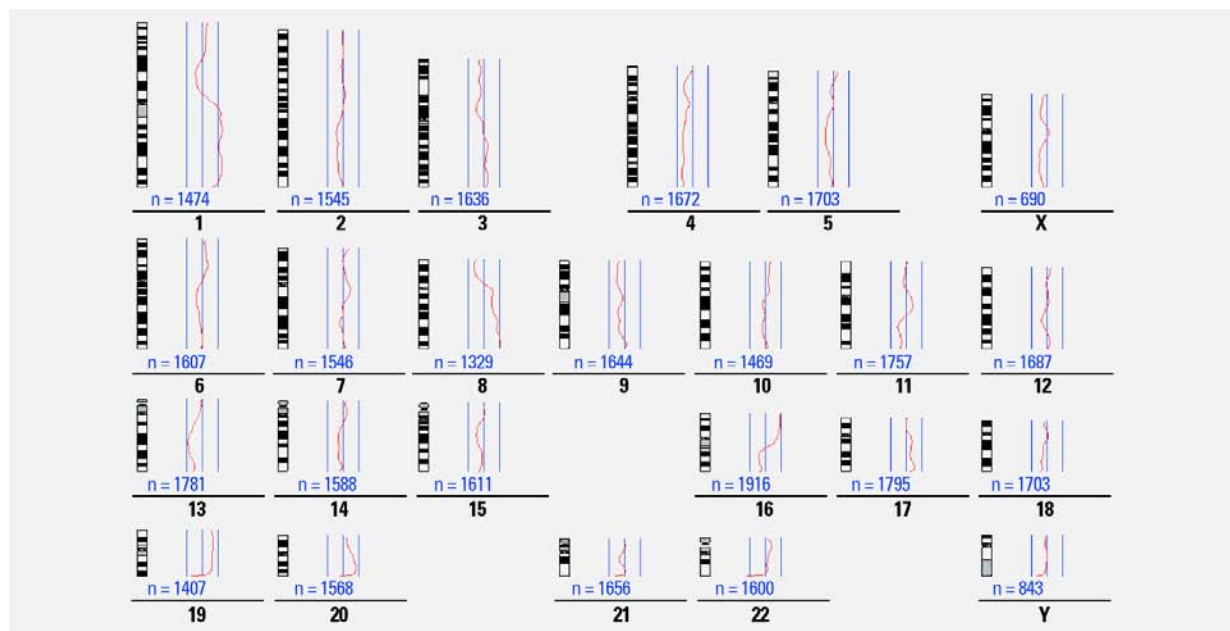 n = 1474 n = 1545 n = 1636 n = 1672 n = 1703 n = 690
1 2 3 4 5 X
n = 1607 n = 1546 n = 1329 n = 1644 n = 1469 n = 1757 n = 1687
6 7 8 9 10 11 12
n = 1781 n = 1588 n = 1611 n = 1916 n = 1795 n = 1703
13 14 15 16 17 18
n = 1407 n = 1568 n = 1656 n = 1600 n = 843
19 20 21 22 Y